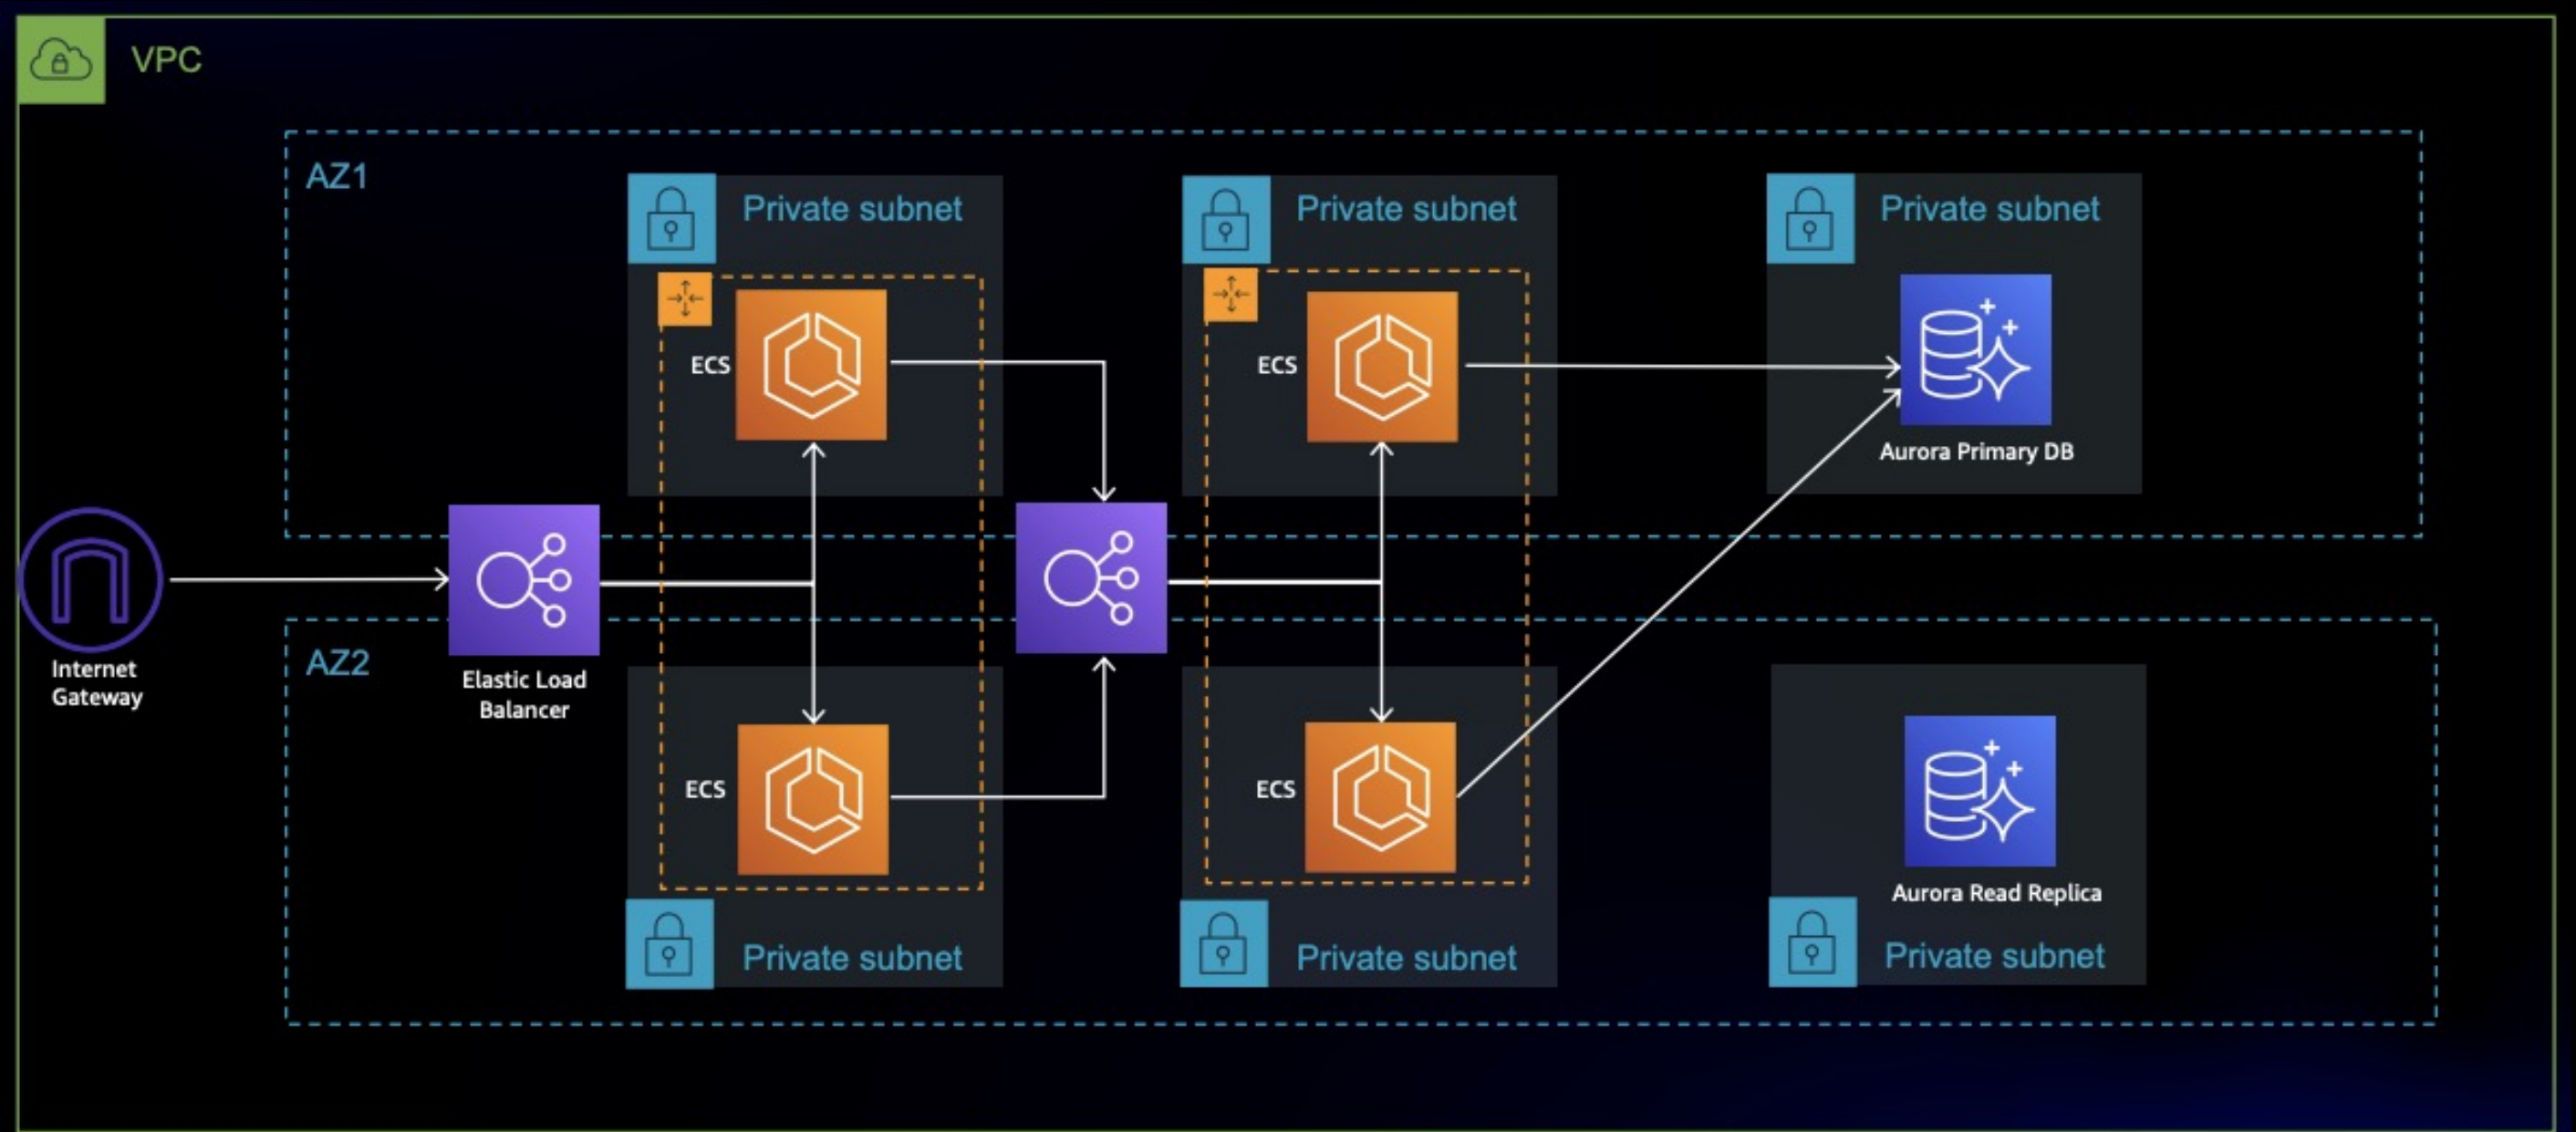 VPC
AZ1
Private subnet
Private subnet
Private subnet
ECS
ECS
Aurora Primary DB
Internet
Gateway
Elastic Load
Balancer
AZ2
ECS
ECS
Aurora Read Replica
Private subnet
Private subnet
Private subnet